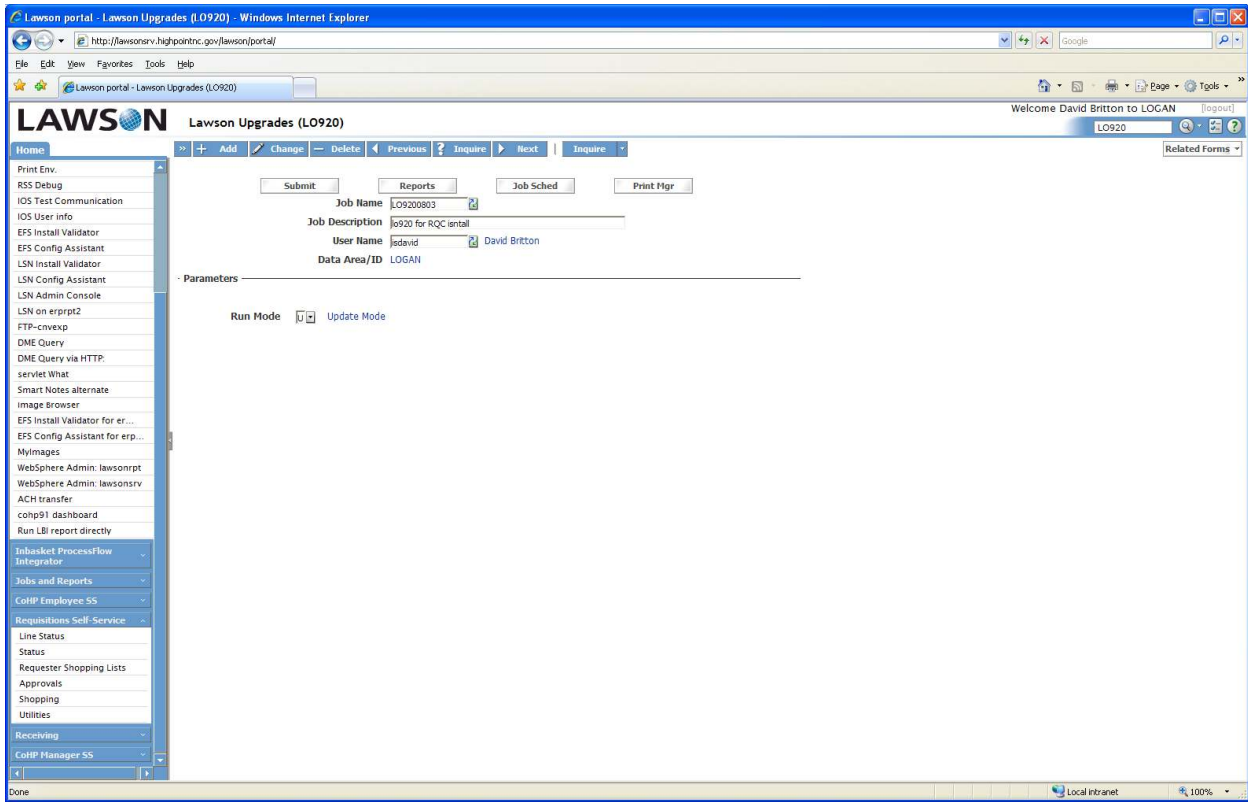 Lawson portal - Lawson Upgrades (LO920) - Windows Internet Explorer
http://lawsonsrv.highpointnc.gov/lawson/portal/
Google
File Edit View Favorites Tools Help
Lawson portal - Lawson Upgrades (LO920)
Page Tools
LAWSON
Lawson Upgrades (LO920)
Welcome David Britton to LOGAN [logout]
LO920
Home
» + Add Change — Delete Previous ? Inquire Next | Inquire
Related Forms
Print Env.
RSS Debug
IOS Test Communication
IOS User info
EFS Install Validator
EFS Config Assistant
LSN Install Validator
LSN Config Assistant
LSN Admin Console
LSN on erprpt2
FTP-cnvexp
DME Query
DME Query via HTTP:
servlet What
Smart Notes alternate
Image Browser
EFS Install Validator for er...
EFS Config Assistant for erp...
MyImages
WebSphere Admin: lawsonrpt
WebSphere Admin: lawsonsrv
ACH transfer
cohp91 dashboard
Run LBI report directly
Inbasket ProcessFlow
Integrator
Jobs and Reports
CoHP Employee SS
Requisitions Self-Service
Line Status
Status
Requester Shopping Lists
Approvals
Shopping
Utilities
Receiving
CoHP Manager SS
Submit Reports Job Sched Print Mgr
Job Name LO9200803
Job Description lo920 for RQC isntall
User Name isdavid David Britton
Data Area/ID LOGAN
Parameters
Run Mode U Update Mode
Done
Local intranet
100%